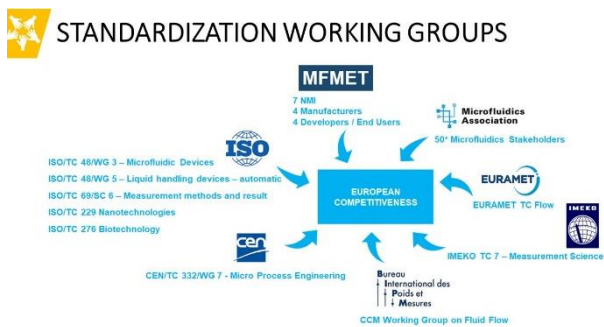 STANDARDIZATION WORKING GROUPS
MFMET
7 NMI
4 Manufacturers
4 Developers / End Users
Microfluidics
Association
50⁺ Microfluidics Stakeholders
ISO
ISO/TC 48/WG 3 – Microfluidic Devices
ISO/TC 48/WG 5 – Liquid handling devices – automatic
ISO/TC 69/SC 6 – Measurement methods and result
ISO/TC 229 Nanotechnologies
ISO/TC 276 Biotechnology
EUROPEAN
COMPETITIVENESS
EURAMET
EURAMET TC Flow
IMEKO
IMEKO TC 7 – Measurement Science
cen
CEN/TC 332/WG 7 - Micro Process Engineering
Bureau
International des
Poids et
Mesures
CCM Working Group on Fluid Flow